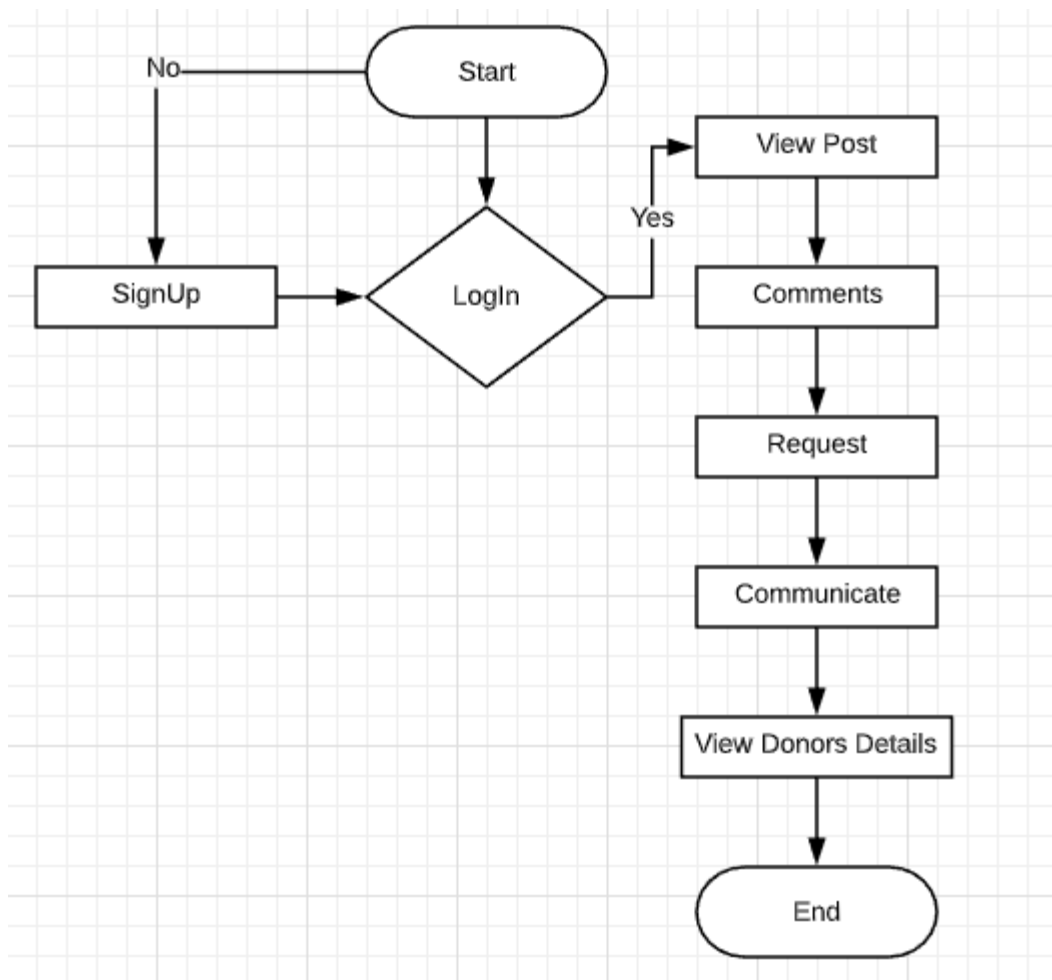 Start
No
View Post
Yes
SignUp
LogIn
Comments
Request
Communicate
View Donors Details
End